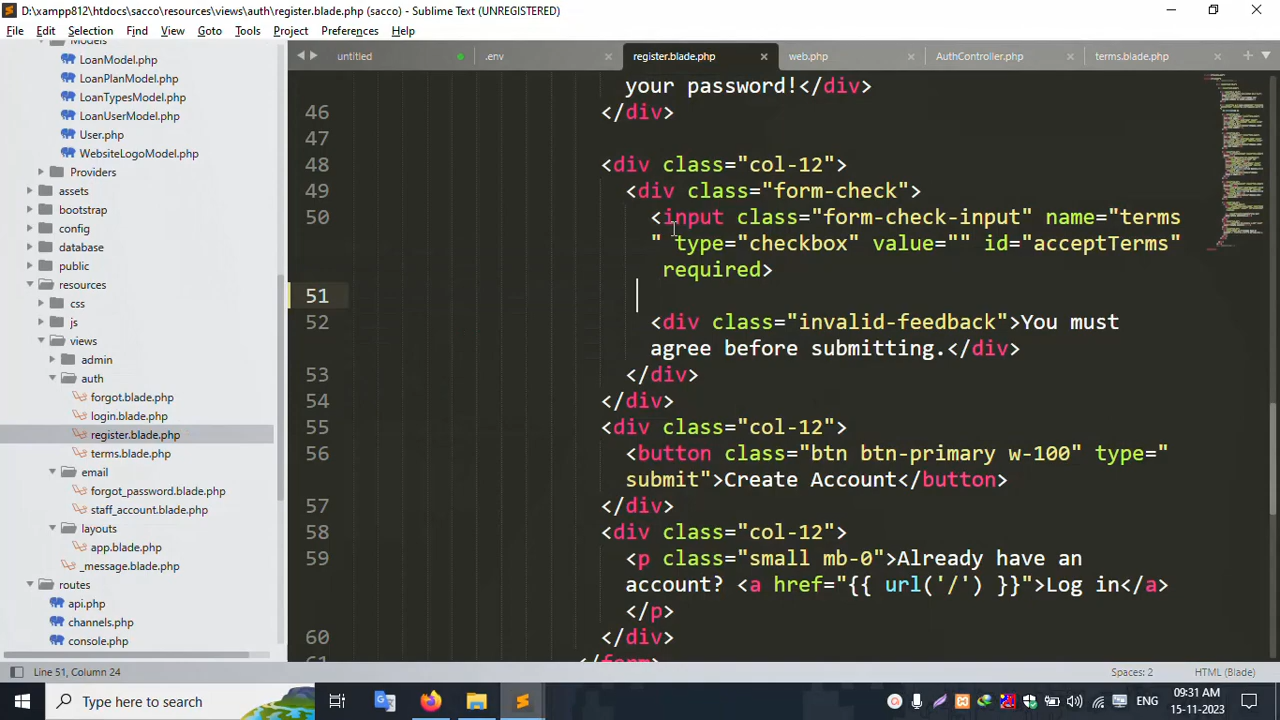 D:\xampp812\htdocs\sacco\resources\views\auth\register.blade.php (sacco) - Sublime Text (UNREGISTERED)
File Edit Selection Find View Goto Tools Project Preferences Help
Models
LoanModel.php
LoanPlanModel.php
LoanTypesModel.php
LoanUserModel.php
User.php
WebsiteLogoModel.php
Providers
assets
bootstrap
config
database
public
resources
css
js
views
admin
auth
forgot.blade.php
login.blade.php
register.blade.php
terms.blade.php
email
forgot_password.blade.php
staff_account.blade.php
layouts
app.blade.php
_message.blade.php
routes
api.php
channels.php
console.php
untitled .env register.blade.php web.php AuthController.php terms.blade.php
your password!</div>
46 </div>
47
48 <div class="col-12">
49 <div class="form-check">
50 <input class="form-check-input" name="terms
" type="checkbox" value="" id="acceptTerms"
required>
51
52 <div class="invalid-feedback">You must
agree before submitting.</div>
53 </div>
54 </div>
55 <div class="col-12">
56 <button class="btn btn-primary w-100" type="
submit">Create Account</button>
57 </div>
58 <div class="col-12">
59 <p class="small mb-0">Already have an
account? <a href="{{ url('/') }}">Log in</a>
</p>
60 </div>
61 </form>
Line 51, Column 24 Spaces: 2 HTML (Blade)
Type here to search
ENG
09:31 AM
15-11-2023